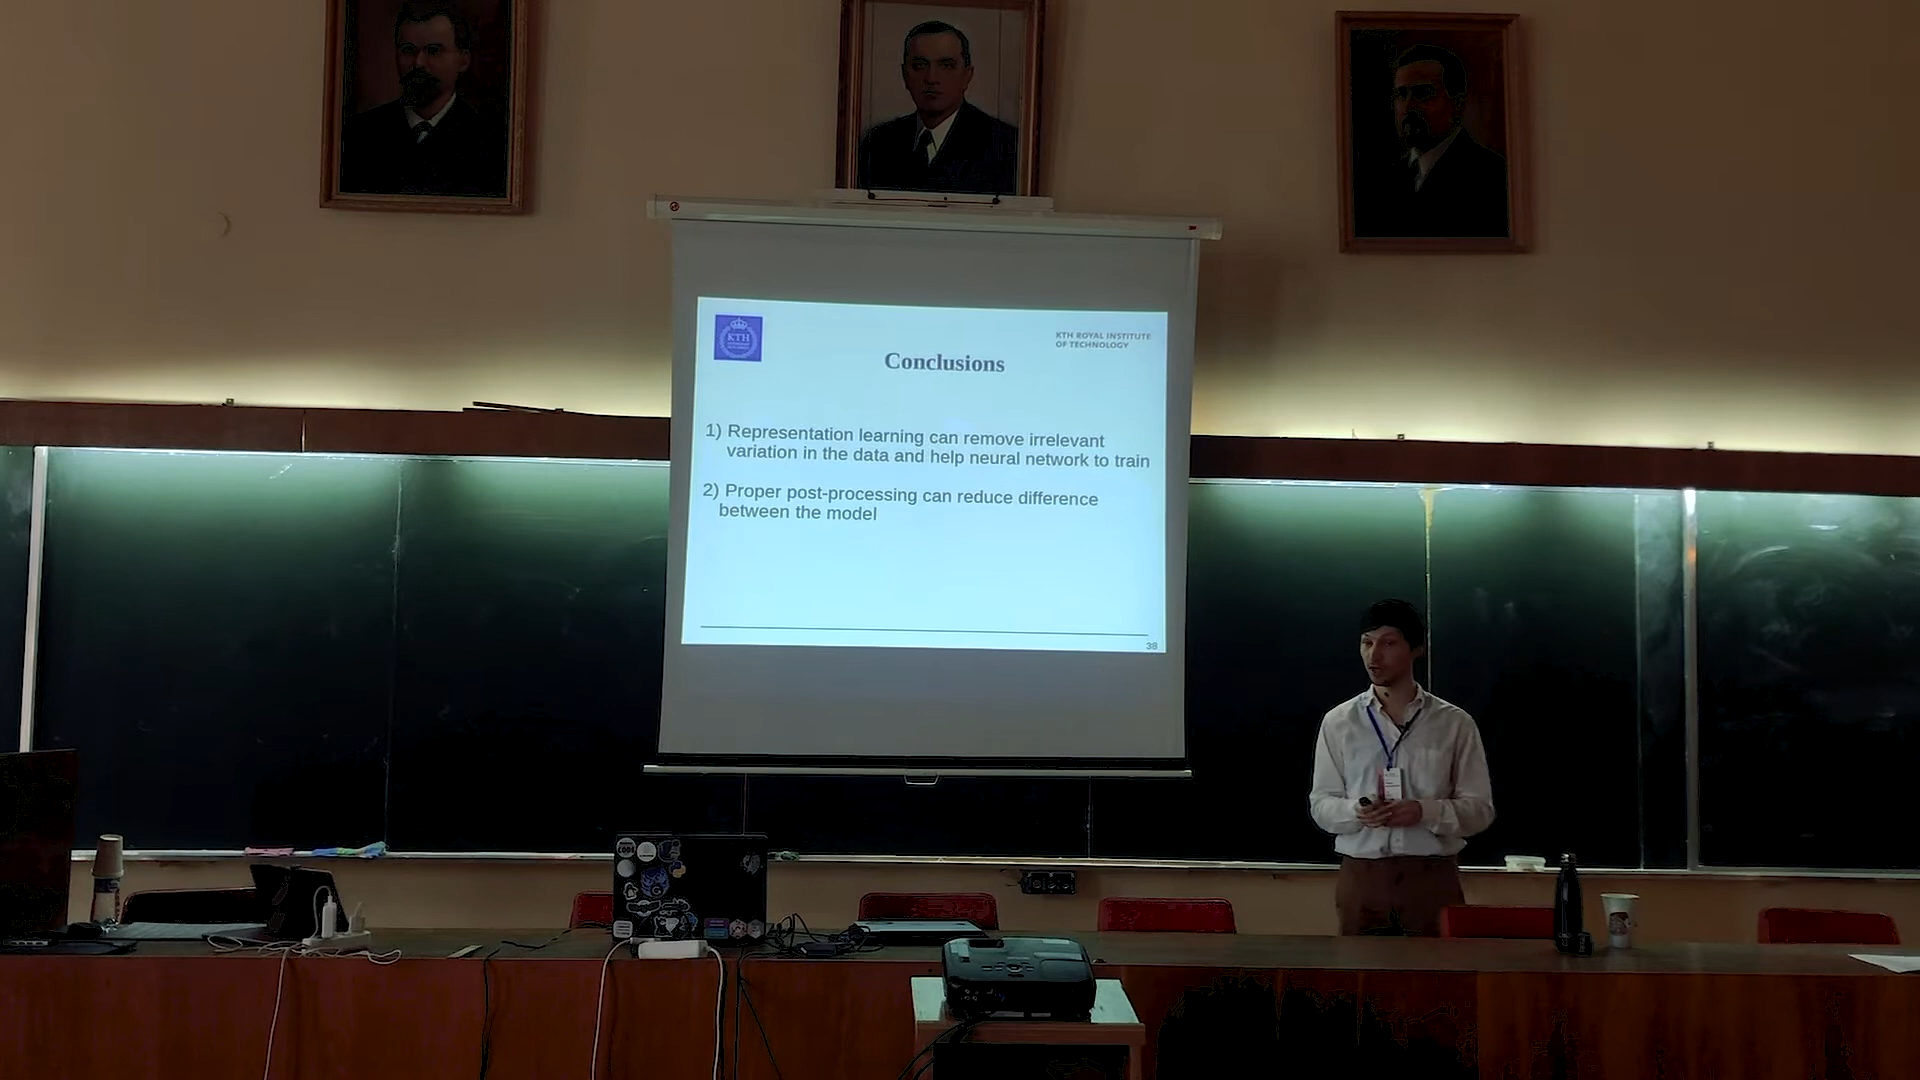 KTH
KTH ROYAL INSTITUTE
OF TECHNOLOGY
Conclusions
1) Representation learning can remove irrelevant
variation in the data and help neural network to train
2) Proper post-processing can reduce difference
between the model
38